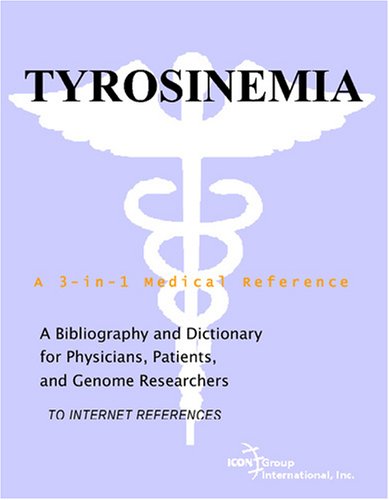 TYROSINEMIA
A 3-in-1 Medical Reference
A Bibliography and Dictionary
for Physicians, Patients,
and Genome Researchers
TO INTERNET REFERENCES
ICON Group
International, Inc.